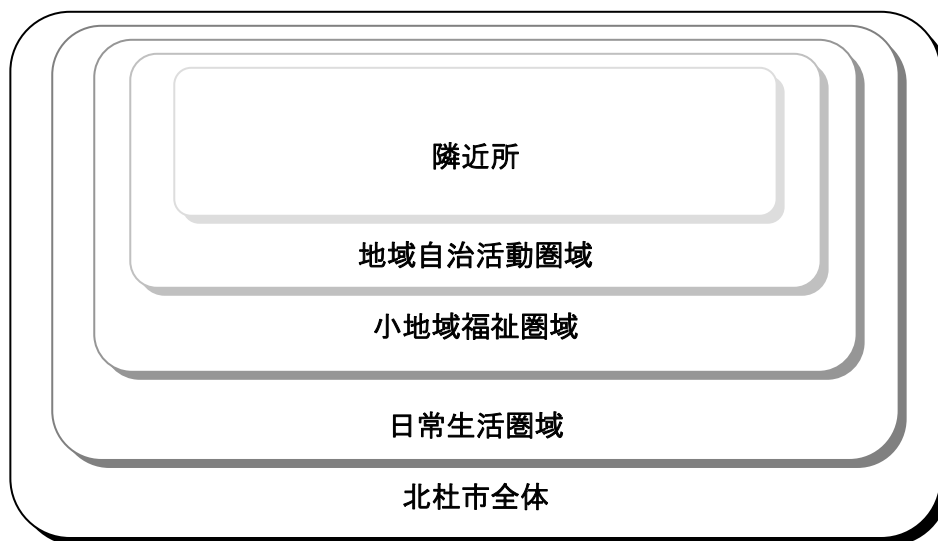 隣近所
地域自治活動圏域
小地域福祉圏域
日常生活圏域
北杜市全体